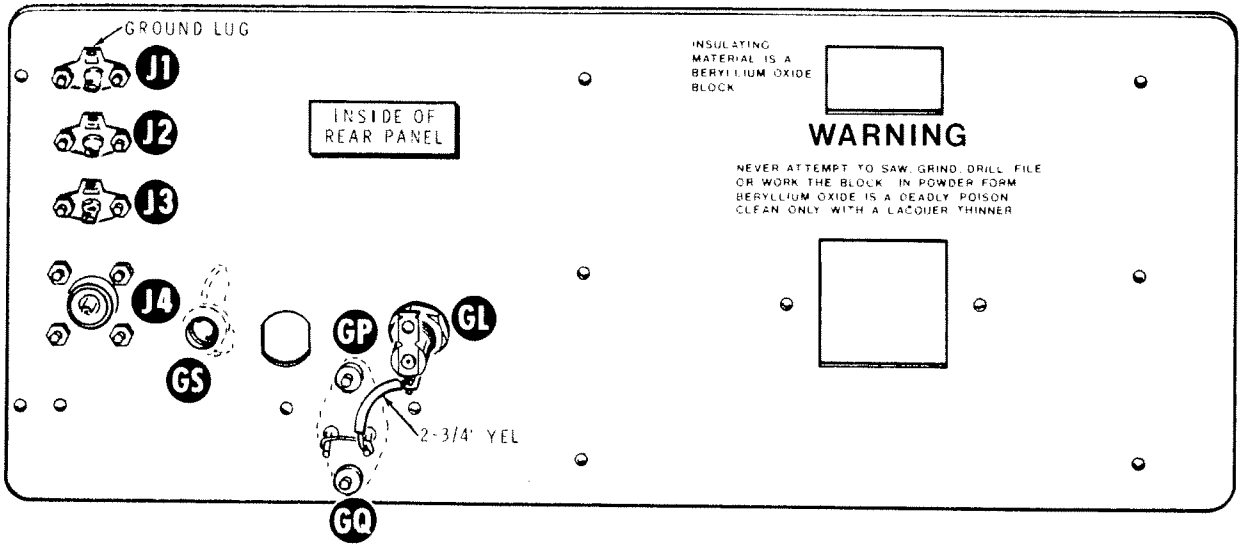 GROUND LUG
J1
J2
J3
J4
INSIDE OF
REAR PANEL
INSULATING
MATERIAL IS A
BERYLLIUM OXIDE
BLOCK
WARNING
NEVER ATTEMPT TO SAW, GRIND, DRILL, FILE
OR WORK THE BLOCK. IN POWDER FORM
BERYLLIUM OXIDE IS A DEADLY POISON
CLEAN ONLY WITH A LACQUER THINNER
GS
GP
GL
2-3/4" YEL
GQ